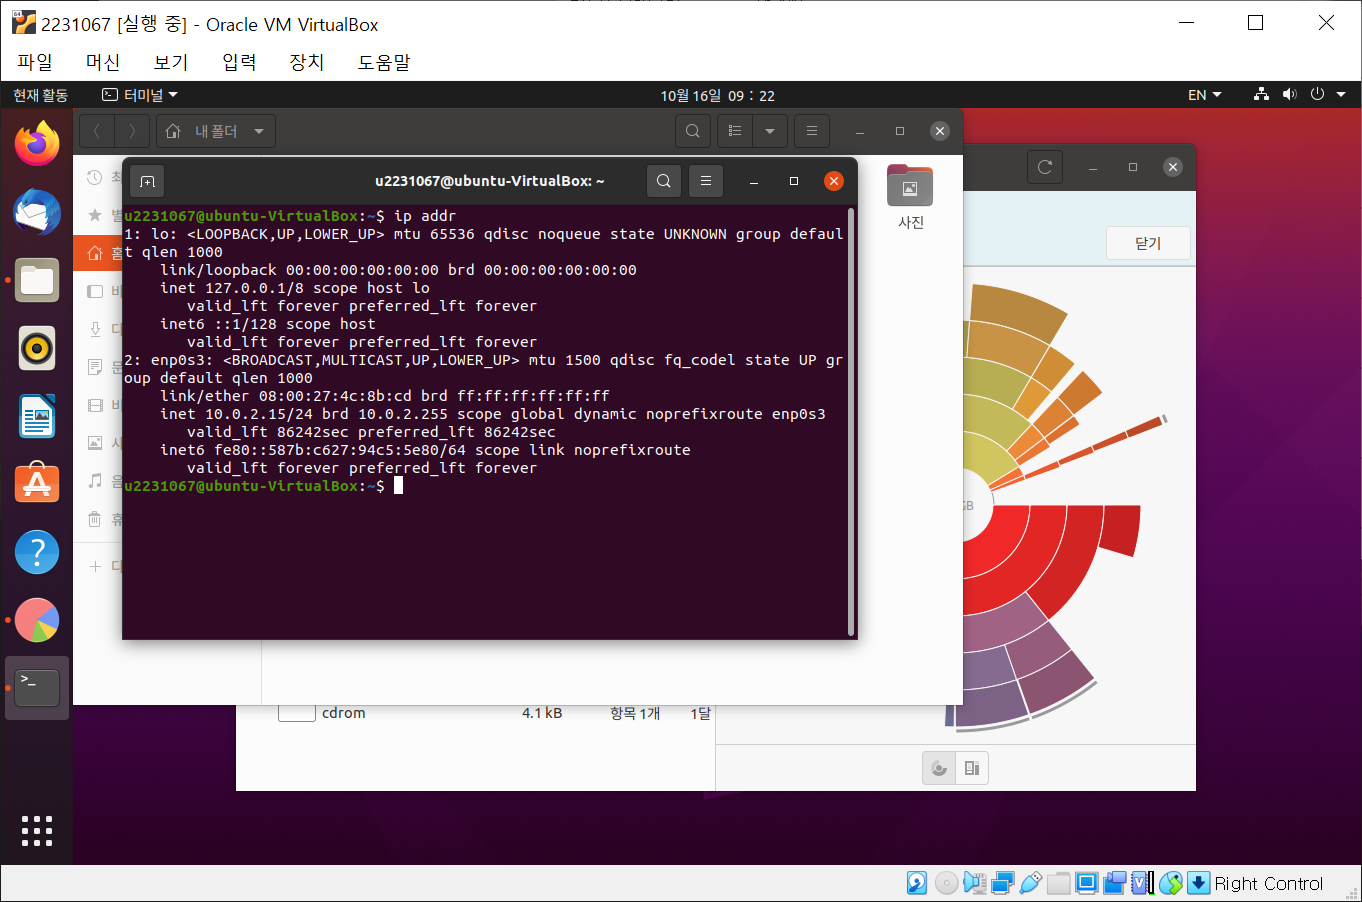 2231067 [실행 중] - Oracle VM VirtualBox
파일 머신 보기 입력 장치 도움말
현재 활동 터미널 10월 16일 09 : 22 EN
내 폴더
u2231067@ubuntu-VirtualBox: ~
사진
닫기
u2231067@ubuntu-VirtualBox:~$ ip addr
1: lo: <LOOPBACK,UP,LOWER_UP> mtu 65536 qdisc noqueue state UNKNOWN group defaul
t qlen 1000
link/loopback 00:00:00:00:00:00 brd 00:00:00:00:00:00
inet 127.0.0.1/8 scope host lo
valid_lft forever preferred_lft forever
inet6 ::1/128 scope host
valid_lft forever preferred_lft forever
2: enp0s3: <BROADCAST,MULTICAST,UP,LOWER_UP> mtu 1500 qdisc fq_codel state UP gr
oup default qlen 1000
link/ether 08:00:27:4c:8b:cd brd ff:ff:ff:ff:ff:ff
inet 10.0.2.15/24 brd 10.0.2.255 scope global dynamic noprefixroute enp0s3
valid_lft 86242sec preferred_lft 86242sec
inet6 fe80::587b:c627:94c5:5e80/64 scope link noprefixroute
valid_lft forever preferred_lft forever
u2231067@ubuntu-VirtualBox:~$
cdrom 4.1 kB 항목 1개 1달
Right Control